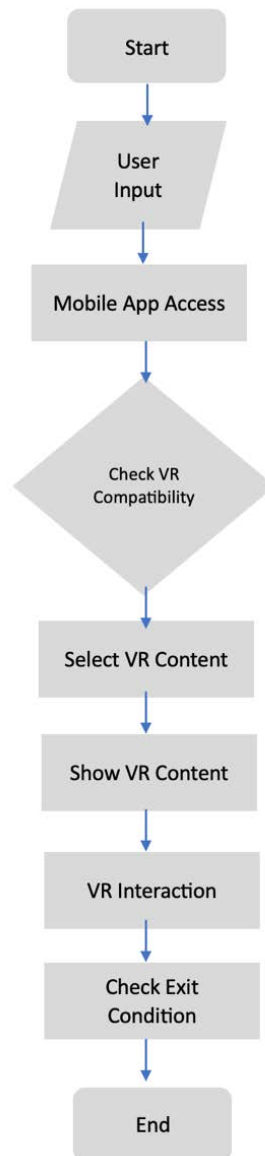 Start
User
Input
Mobile App Access
Check VR
Compatibility
Select VR Content
Show VR Content
VR Interaction
Check Exit
Condition
End